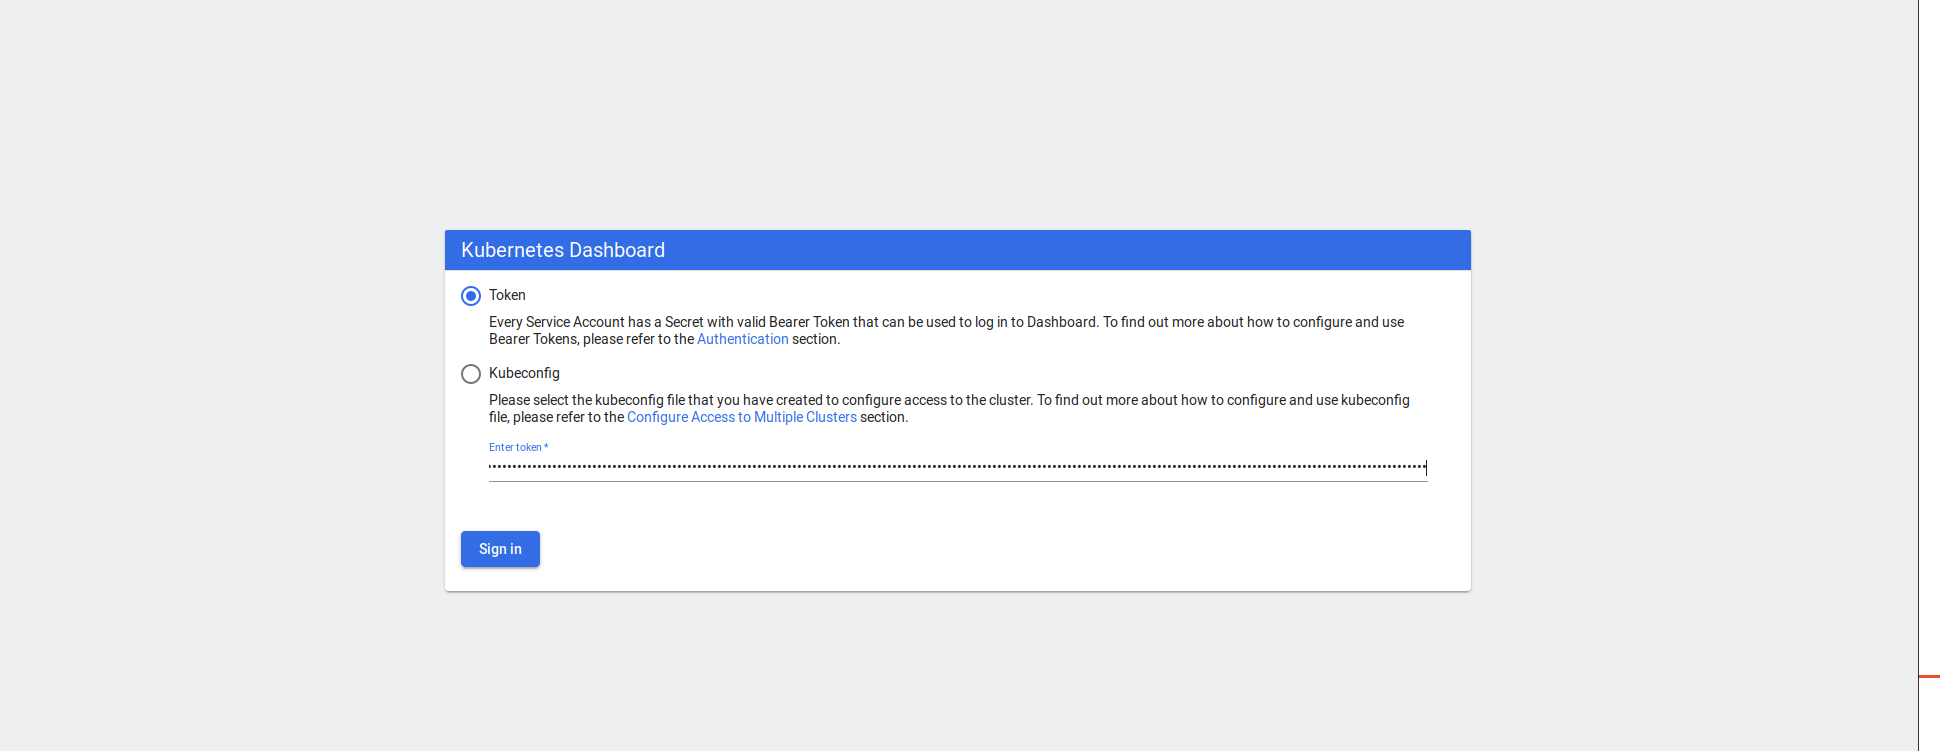 Kubernetes Dashboard
Token
Every Service Account has a Secret with valid Bearer Token that can be used to log in to Dashboard. To find out more about how to configure and use
Bearer Tokens, please refer to the Authentication section.
Kubeconfig
Please select the kubeconfig file that you have created to configure access to the cluster. To find out more about how to configure and use kubeconfig
file, please refer to the Configure Access to Multiple Clusters section.
Enter token *
Sign in